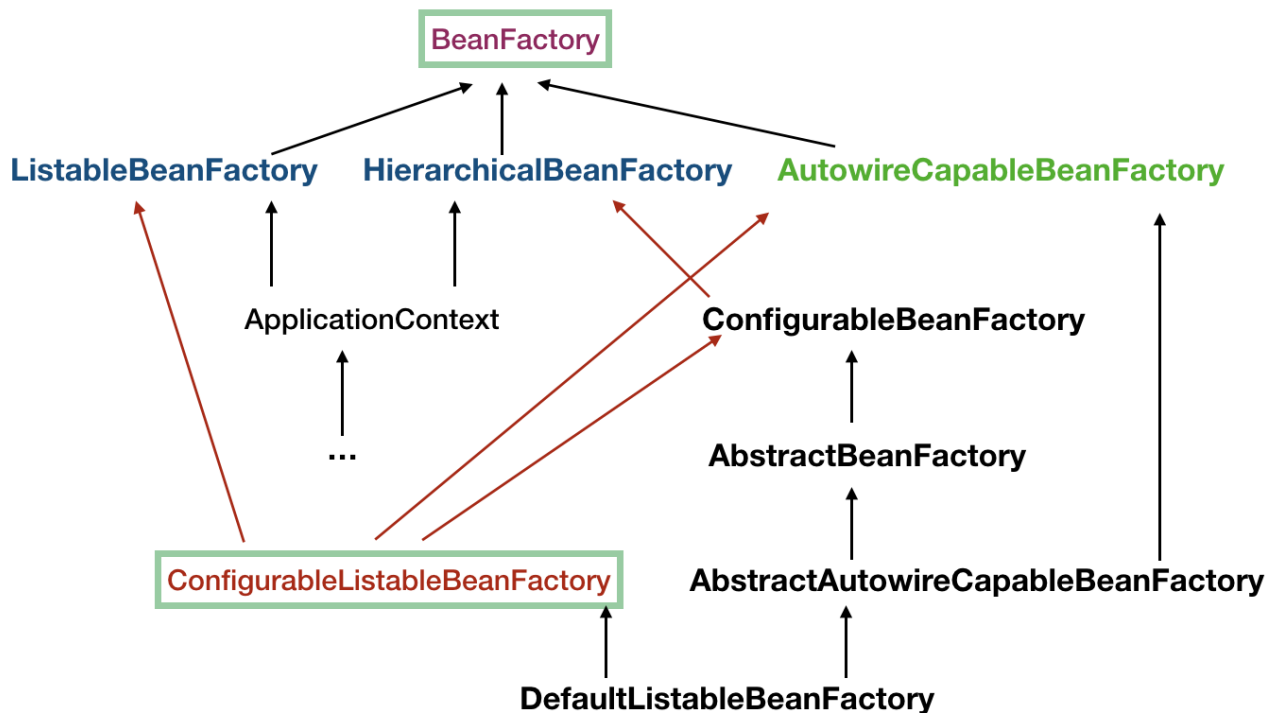 BeanFactory
ListableBeanFactory
HierarchicalBeanFactory
AutowireCapableBeanFactory
ApplicationContext
ConfigurableBeanFactory
...
AbstractBeanFactory
ConfigurableListableBeanFactory
AbstractAutowireCapableBeanFactory
DefaultListableBeanFactory